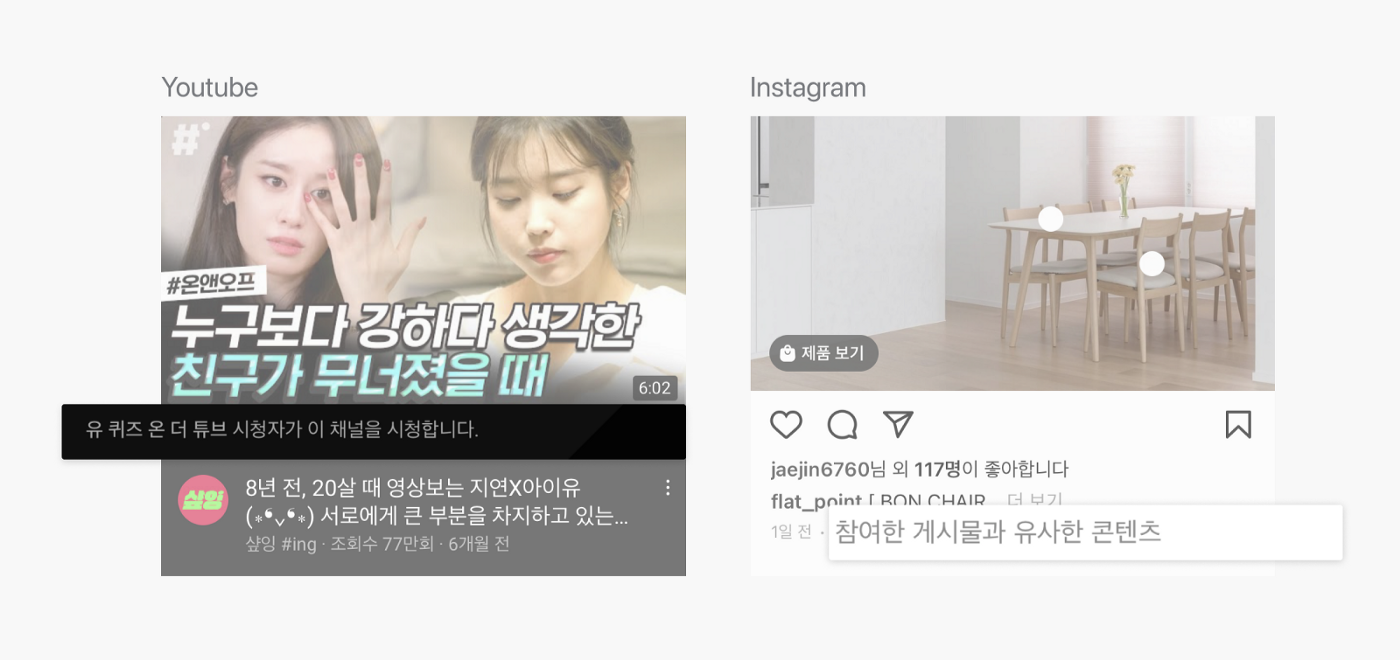 Youtube
#
#온앤오프
누구보다 강하다 생각한
친구가 무너졌을 때
6:02
유 퀴즈 온 더 튜브 시청자가 이 채널을 시청합니다.
샾잉
8년 전, 20살 때 영상보는 지연X아이유
(⁎❛⌄❛⁎) 서로에게 큰 부분을 차지하고 있는...
샾잉 #ing · 조회수 77만회 · 6개월 전
Instagram
제품 보기
jaejin6760님 외 117명이 좋아합니다
flat_point [ BON CHAIR... 더 보기
1일 전 ·
참여한 게시물과 유사한 콘텐츠